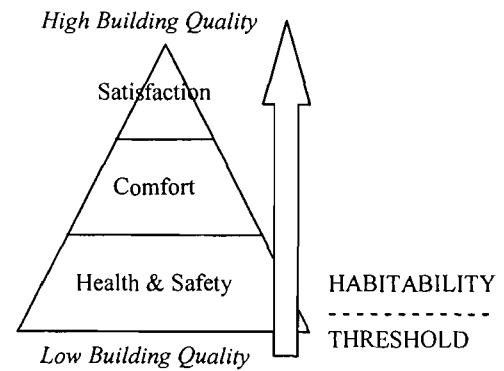 High Building Quality
Satisfaction
Comfort
Health & Safety
HABITABILITY
THRESHOLD
Low Building Quality